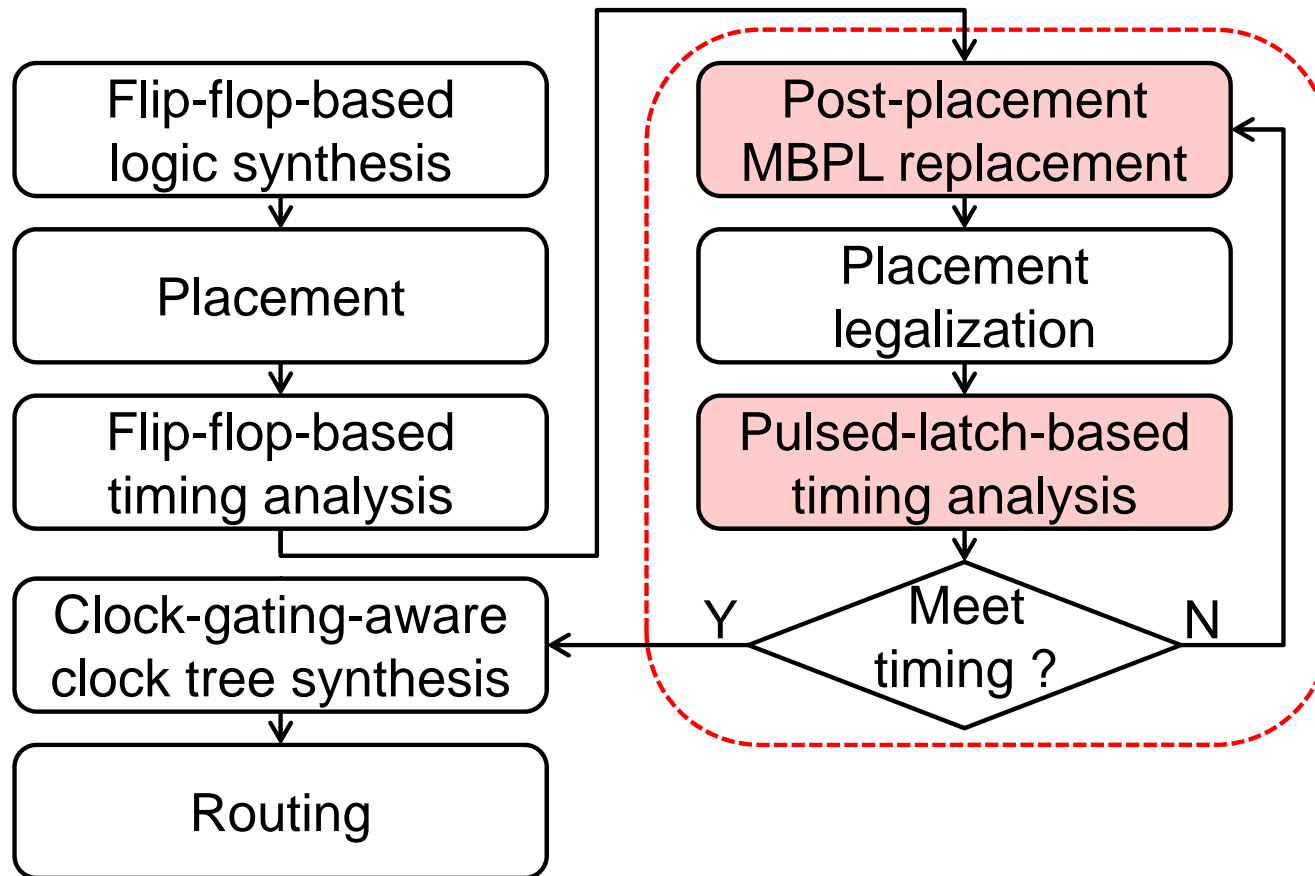 Flip-flop-based
logic synthesis
Placement
Flip-flop-based
timing analysis
Clock-gating-aware
clock tree synthesis
Routing
Post-placement
MBPL replacement
Placement
legalization
Pulsed-latch-based
timing analysis
Meet
timing ?
Y
N